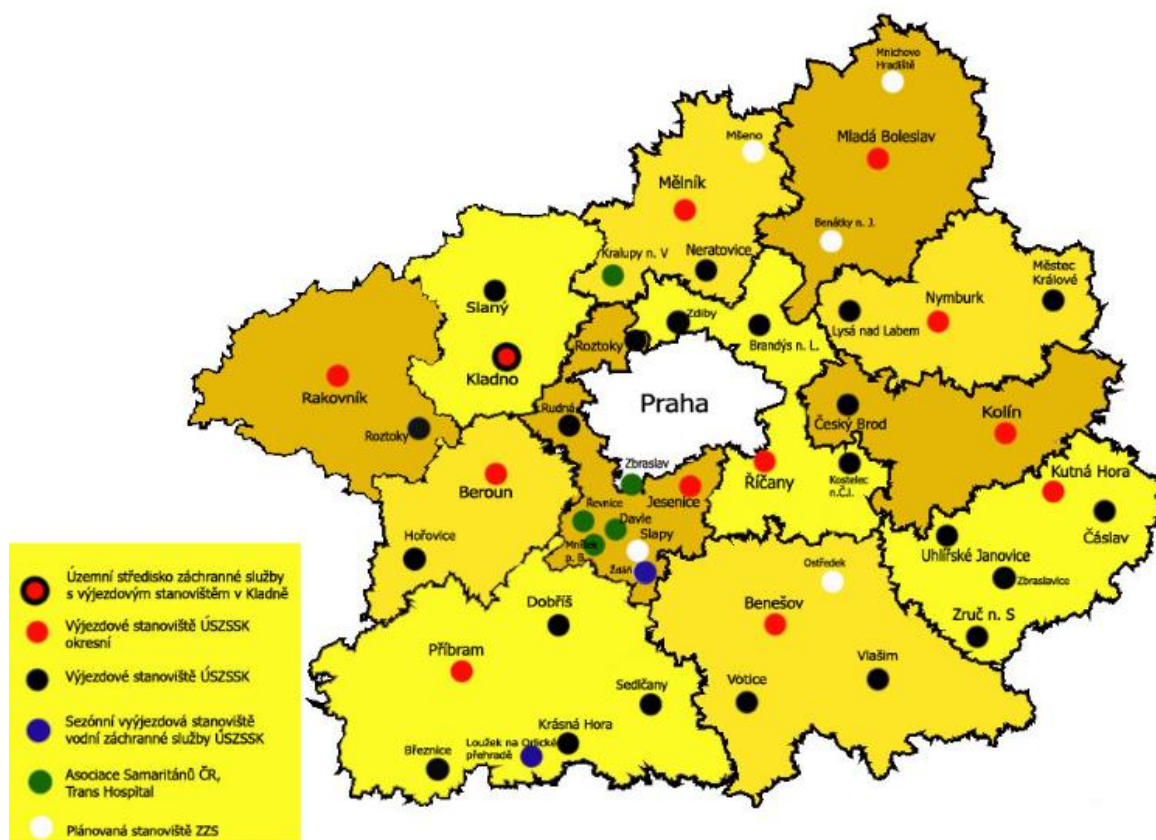 Mnichovo
Hradiště
Mladá Boleslav
Mšeno
Mělník
Benátky n. J.
Kralupy n. V
Neratovice
Městec
Králové
Nymburk
Lysá nad Labem
Slaný
Zdiby
Brandýs n. L.
Roztoky
Kladno
Rakovník
Praha
Rudná
Český Brod
Kolín
Roztoky
Zbraslav
Říčany
Kostelec
n.Č.l.
Kutná Hora
Beroun
Jesenice
Řevnice
Davle
Slapy
Mníšek
p. B.
Čáslav
Uhlířské Janovice
Hořovice
Ždáň
Ostředek
Zbraslavice
Dobříš
Benešov
Zruč n. S
Příbram
Vlašim
Votice
Sedlčany
Krásná Hora
Březnice
Loužek na Orlické
přehradě
Územní středisko záchranné služby
s výjezdovým stanovištěm v Kladně
Výjezdové stanoviště ÚSZSSK
okresní
Výjezdové stanoviště ÚSZSSK
Sezónní vyýjezdová stanoviště
vodní záchranné služby ÚSZSSK
Asociace Samaritánů ČR,
Trans Hospital
Plánovaná stanoviště ZZS